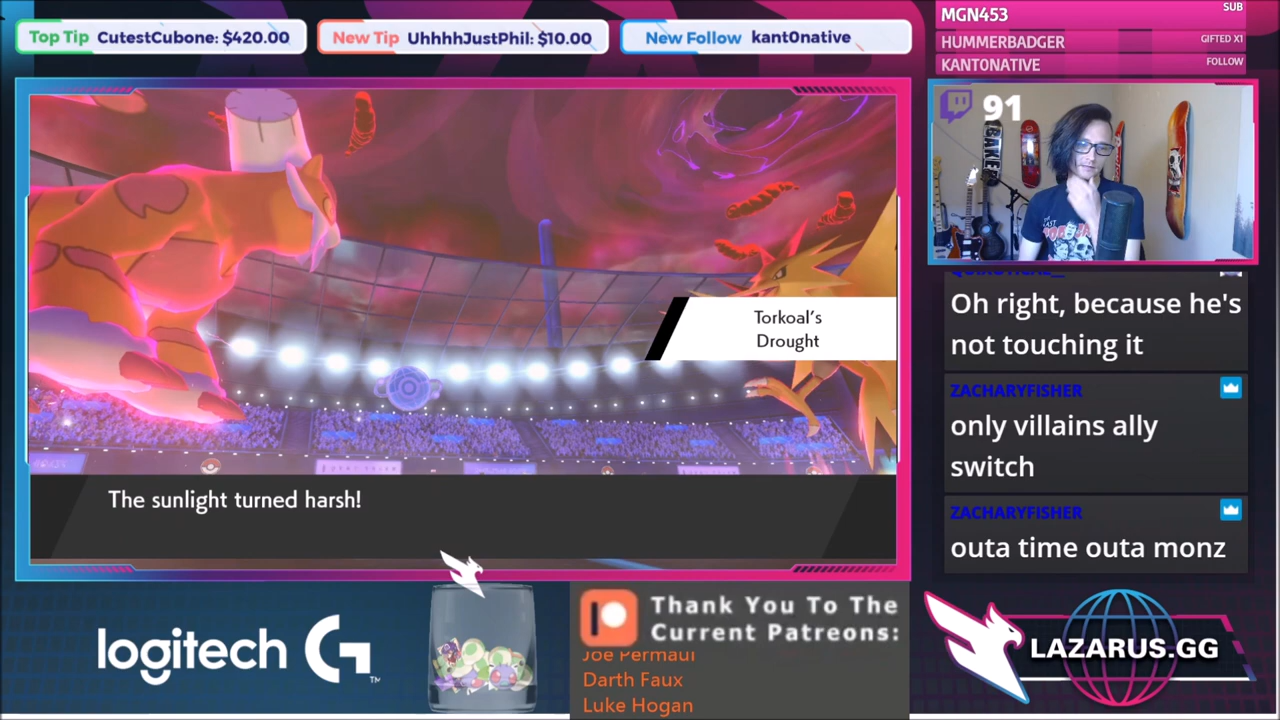 Top Tip CutestCubone: $420.00
New Tip UhhhhJustPhil: $10.00
New Follow kant0native
MGN453 SUB
HUMMERBADGER GIFTED X1
KANT0NATIVE FOLLOW
91
BAKER
Torkoal's
Drought
The sunlight turned harsh!
Oh right, because he's
not touching it
ZACHARYFISHER
only villains ally
switch
ZACHARYFISHER
outa time outa monz
logitech G
TM
Thank You To The
Current Patreons:
Joe Permaul
Darth Faux
Luke Hogan
LAZARUS.GG